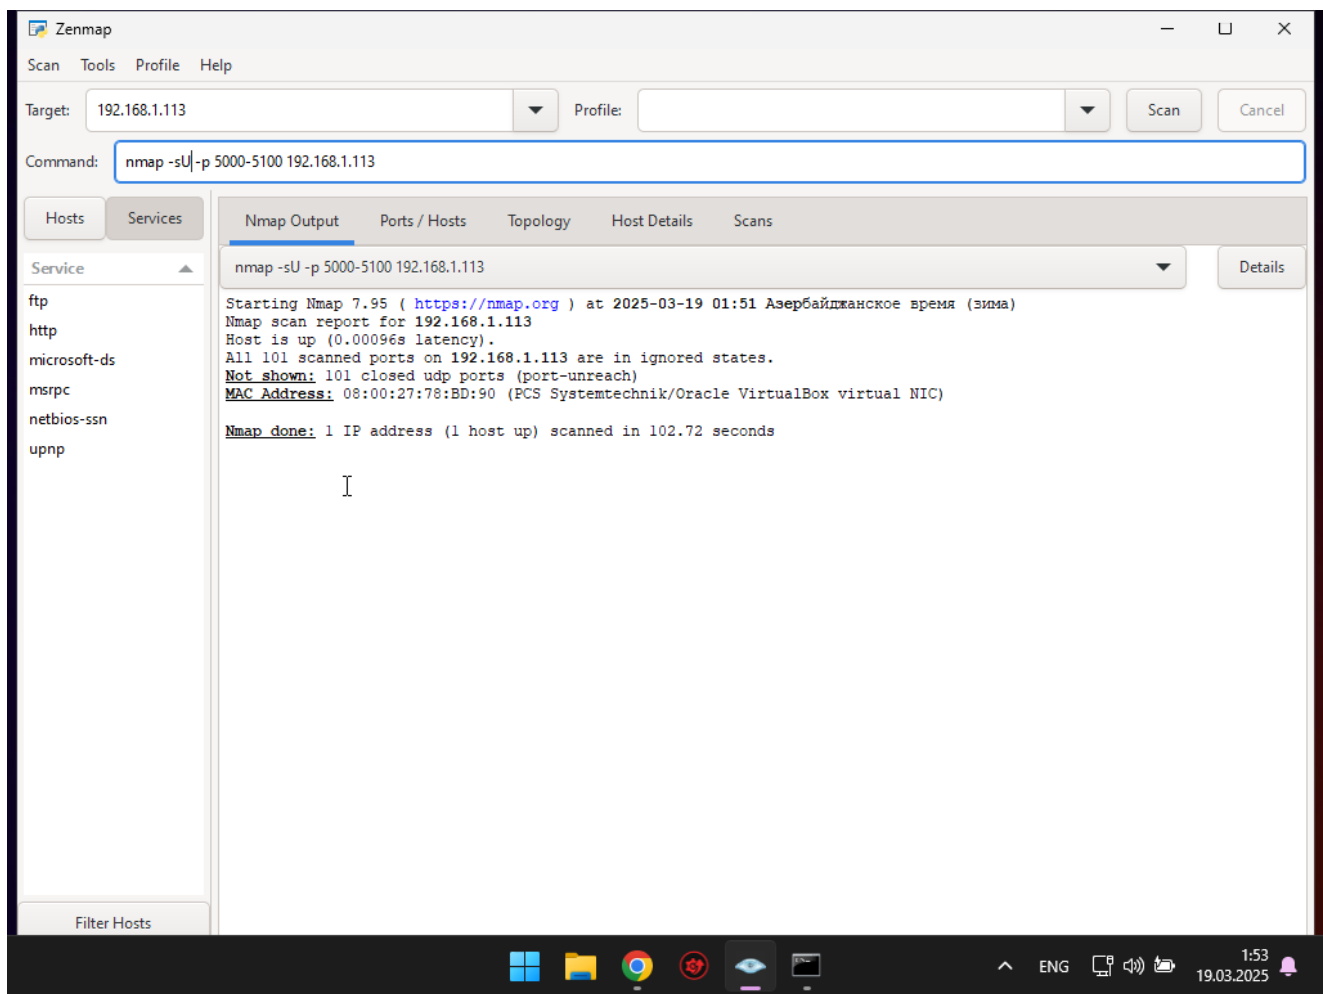 Zenmap
Scan Tools Profile Help
Target: 192.168.1.113 Profile: Scan Cancel
Command: nmap -sU -p 5000-5100 192.168.1.113
Hosts Services Nmap Output Ports / Hosts Topology Host Details Scans
Service nmap -sU -p 5000-5100 192.168.1.113 Details
ftp
http
microsoft-ds
msrpc
netbios-ssn
upnp
Starting Nmap 7.95 ( https://nmap.org ) at 2025-03-19 01:51 Азербайджанское время (зима)
Nmap scan report for 192.168.1.113
Host is up (0.00096s latency).
All 101 scanned ports on 192.168.1.113 are in ignored states.
Not shown: 101 closed udp ports (port-unreach)
MAC Address: 08:00:27:78:BD:90 (PCS Systemtechnik/Oracle VirtualBox virtual NIC)
Nmap done: 1 IP address (1 host up) scanned in 102.72 seconds
Filter Hosts
ENG
1:53
19.03.2025